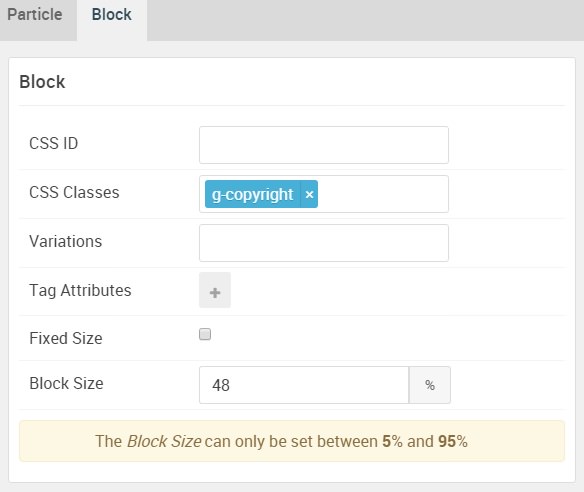 Particle Block
Block
CSS ID
CSS Classes g-copyright ×
Variations
Tag Attributes +
Fixed Size
Block Size 48 %
The Block Size can only be set between 5% and 95%